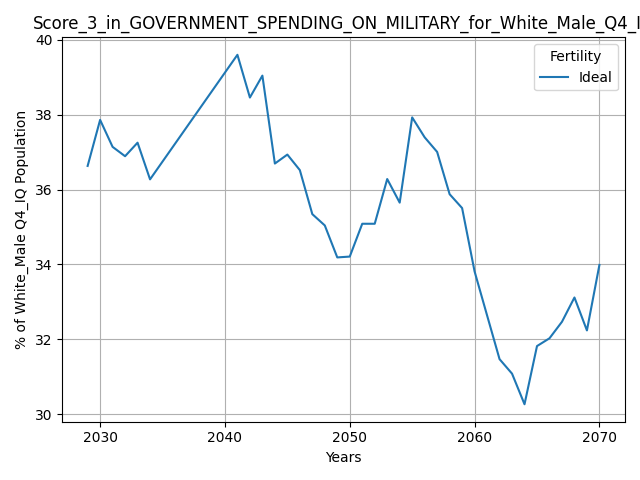 Score_3_in_GOVERNMENT_SPENDING_ON_MILITARY_for_White_Male_Q4_I
Fertility
Ideal
% of White_Male Q4_IQ Population
40
38
36
34
32
30
2030 2040 2050 2060 2070
Years